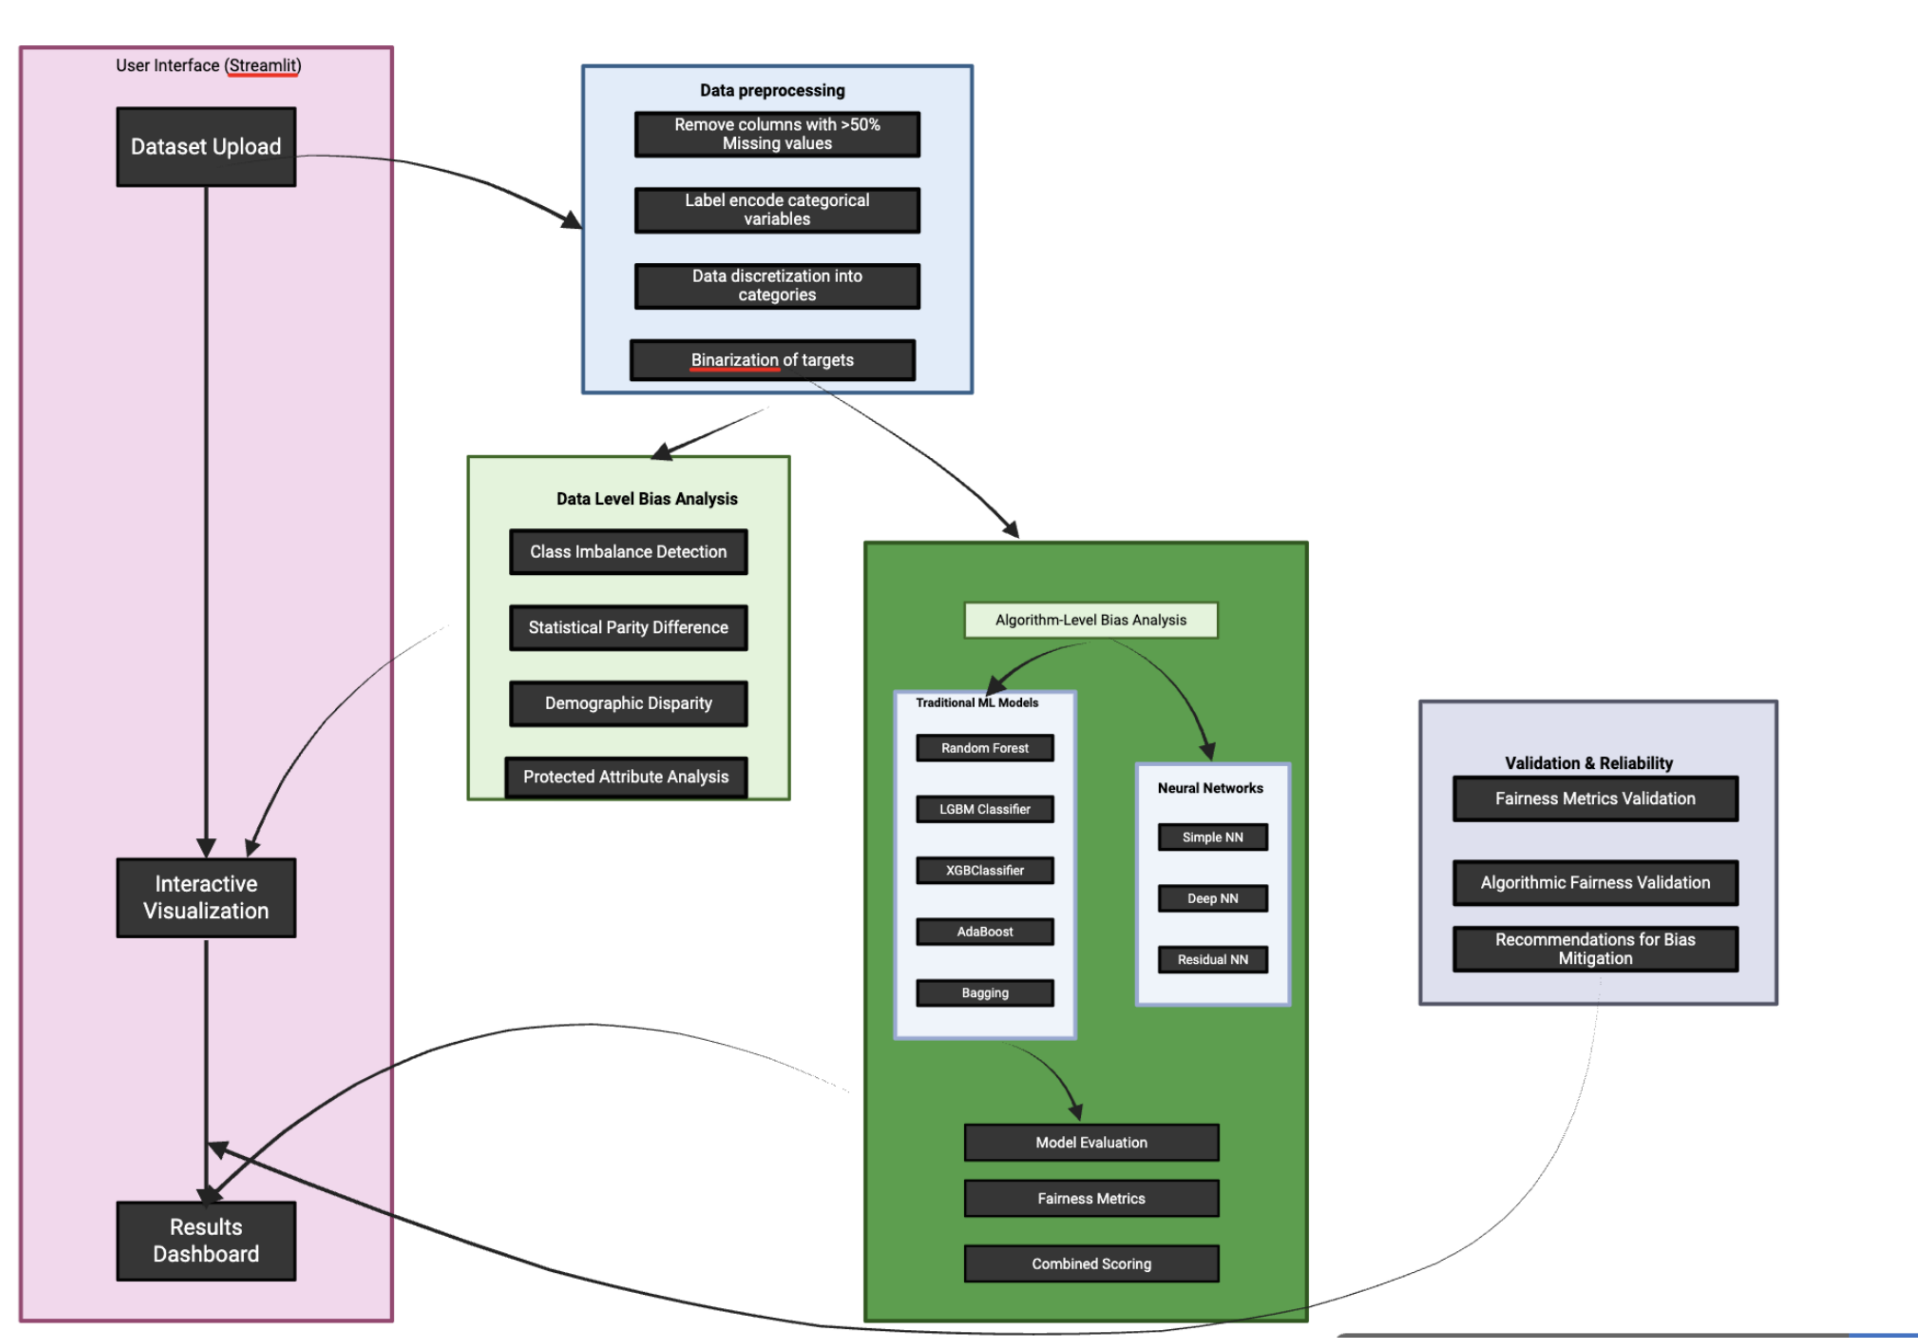 User Interface (Streamlit)
Dataset Upload
Interactive
Visualization
Results
Dashboard
Data preprocessing
Remove columns with >50%
Missing values
Label encode categorical
variables
Data discretization into
categories
Binarization of targets
Data Level Bias Analysis
Class Imbalance Detection
Statistical Parity Difference
Demographic Disparity
Protected Attribute Analysis
Algorithm-Level Bias Analysis
Traditional ML Models
Random Forest
LGBM Classifier
XGBClassifier
AdaBoost
Bagging
Neural Networks
Simple NN
Deep NN
Residual NN
Model Evaluation
Fairness Metrics
Combined Scoring
Validation & Reliability
Fairness Metrics Validation
Algorithmic Fairness Validation
Recommendations for Bias
Mitigation